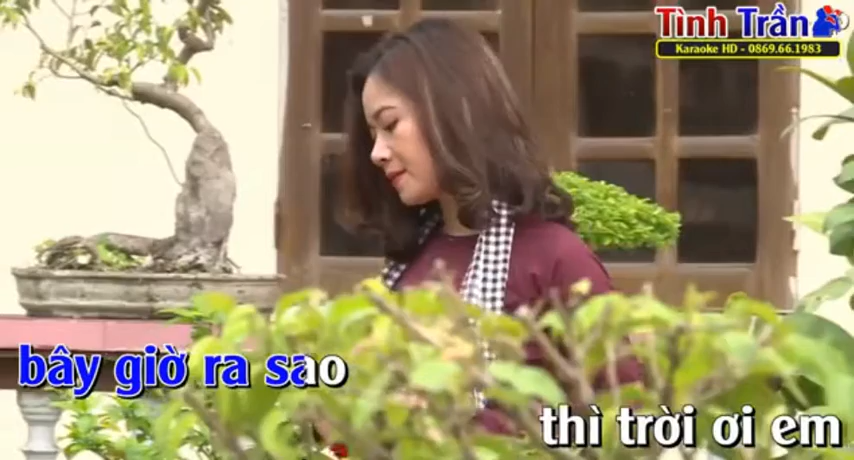 Tình Trần
Karaoke HD - 0869.66.1983
bây giờ ra sao
thì trời ơi em